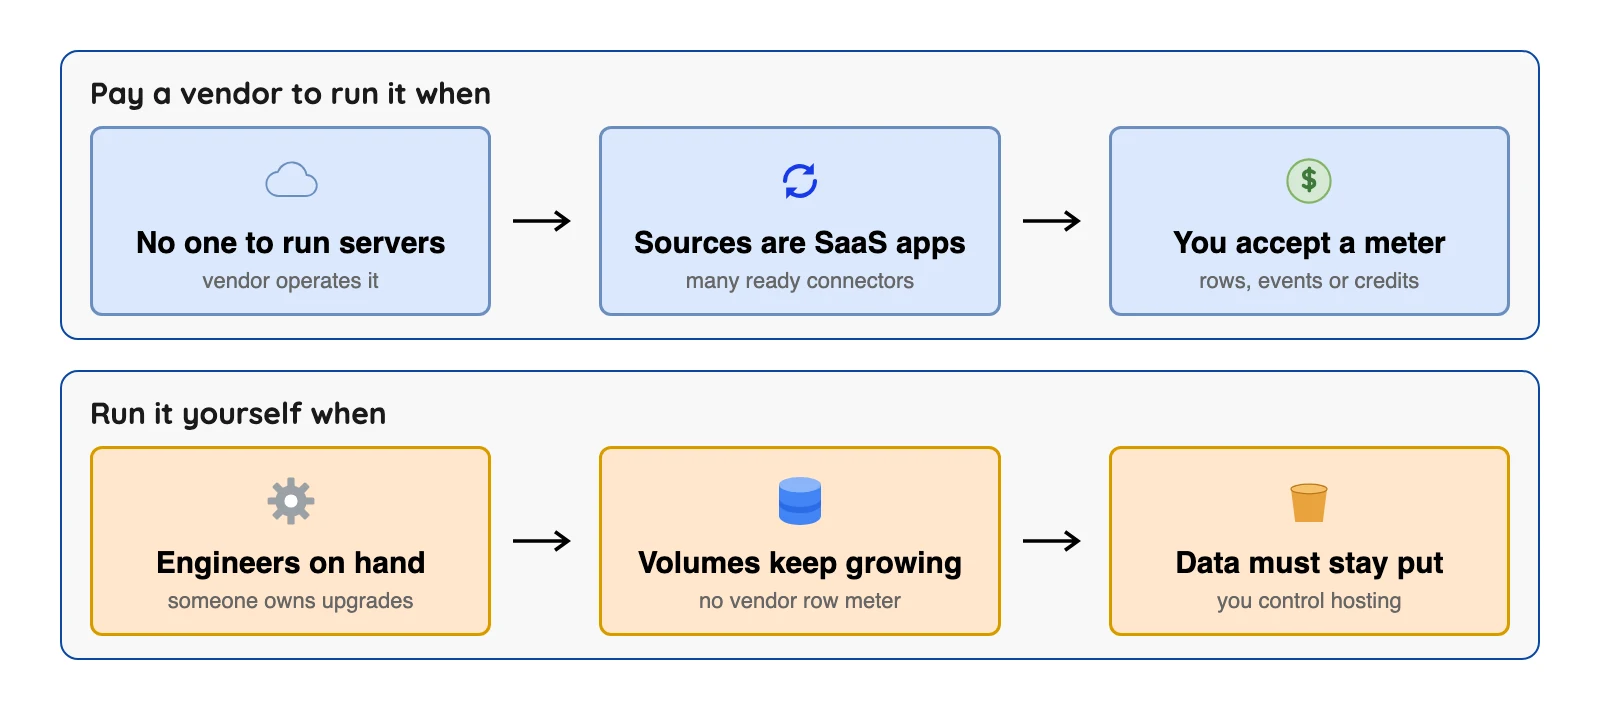 Pay a vendor to run it when
No one to run servers
vendor operates it
Sources are SaaS apps
many ready connectors
$
You accept a meter
rows, events or credits
Run it yourself when
Engineers on hand
someone owns upgrades
Volumes keep growing
no vendor row meter
Data must stay put
you control hosting